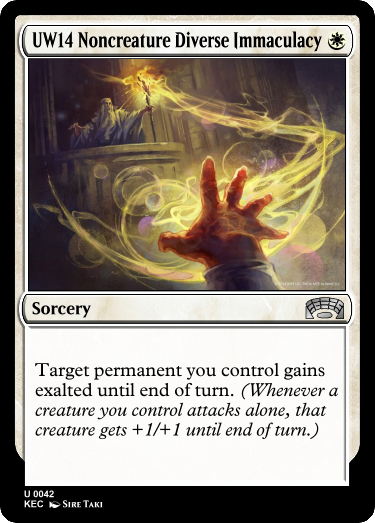 UW14 Noncreature Diverse Immaculacy
Sorcery
Target permanent you control gains
exalted until end of turn. (Whenever a
creature you control attacks alone, that
creature gets +1/+1 until end of turn.)
U 0042
KEC Sire Taki